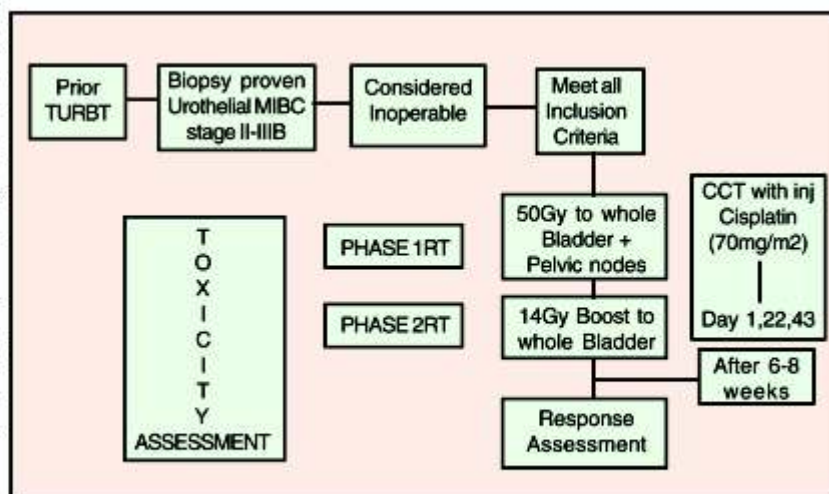 Prior
TURBT
Biopsy proven
Urothelial MIBC
stage II-IIIB
Considered
Inoperable
Meet all
Inclusion
Criteria
T
O
X
I
C
I
T
Y
ASSESSMENT
PHASE 1RT
PHASE 2RT
50Gy to whole
Bladder +
Pelvic nodes
14Gy Boost to
whole Bladder
Response
Assessment
CCT with inj
Cisplatin
(70mg/m2)
Day 1,22,43
After 6-8
weeks